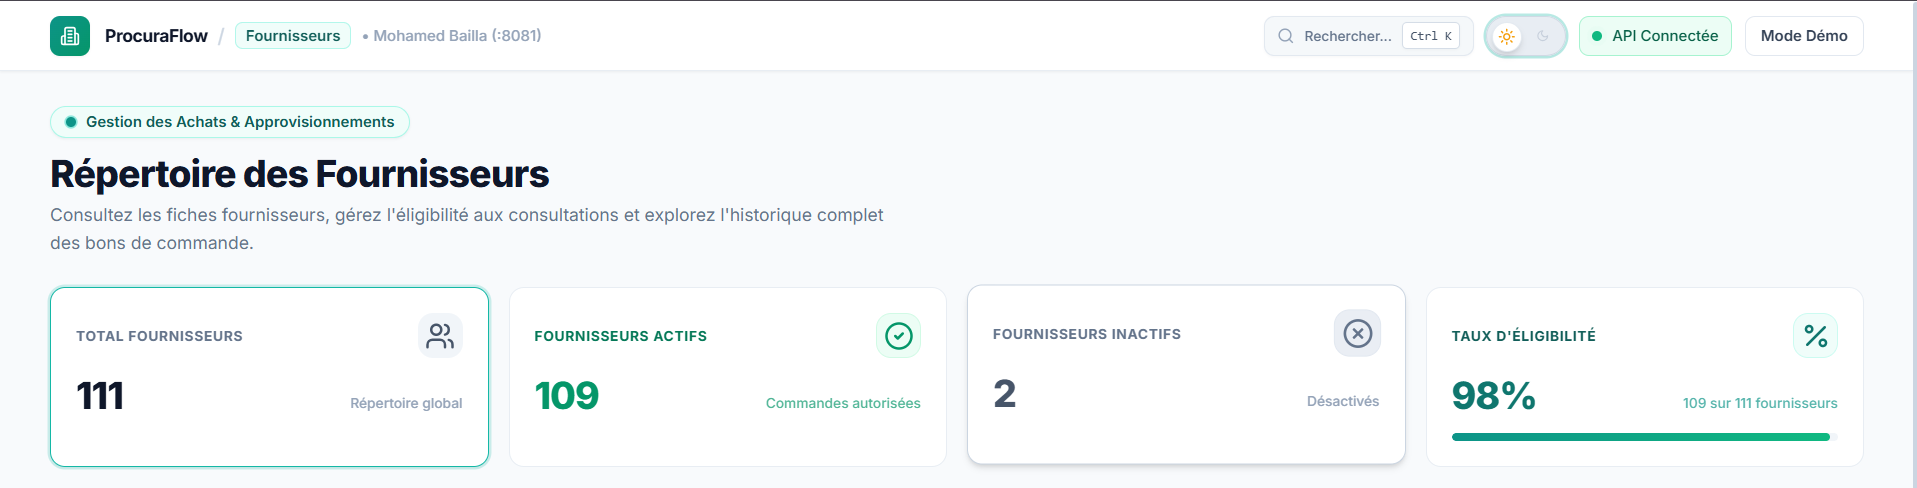 ProcuraFlow / Fournisseurs • Mohamed Bailla (:8081) Rechercher... Ctrl K API Connectée Mode Démo
Gestion des Achats & Approvisionnements
Répertoire des Fournisseurs
Consultez les fiches fournisseurs, gérez l'éligibilité aux consultations et explorez l'historique complet
des bons de commande.
TOTAL FOURNISSEURS
111
Répertoire global
FOURNISSEURS ACTIFS
109
Commandes autorisées
FOURNISSEURS INACTIFS
2
Désactivés
TAUX D'ÉLIGIBILITÉ
98%
109 sur 111 fournisseurs